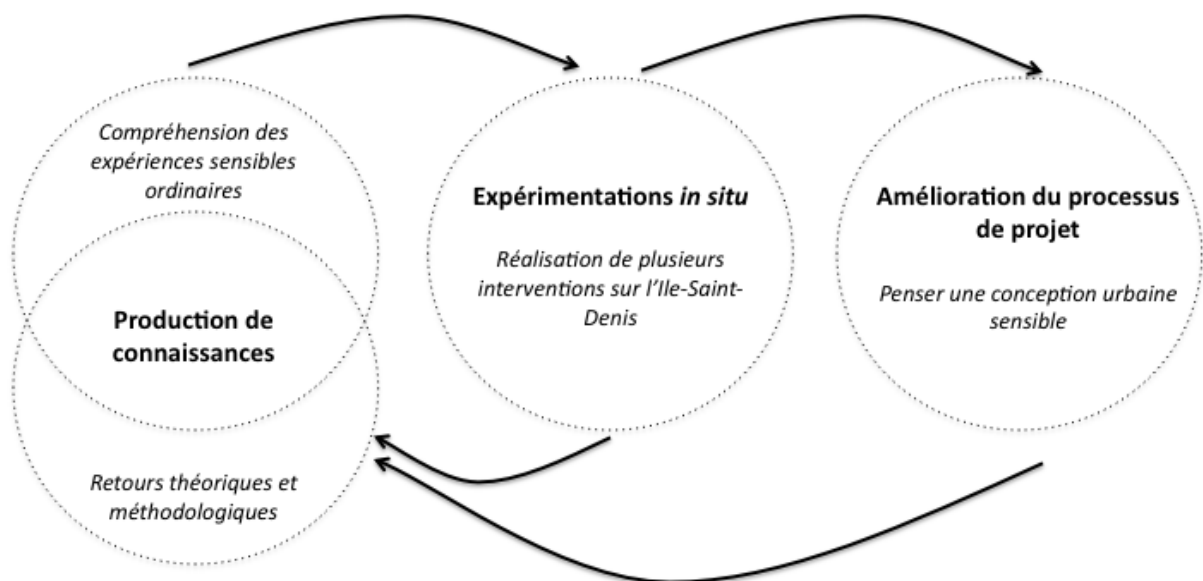 Compréhension des
expériences sensibles
ordinaires
Production de
connaissances
Retours théoriques et
méthodologiques
Expérimentations in situ
Réalisation de plusieurs
interventions sur l’Ile-Saint-
Denis
Amélioration du processus
de projet
Penser une conception urbaine
sensible